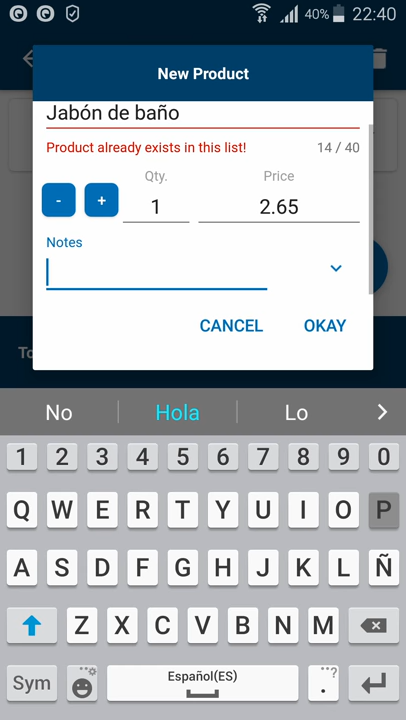 40% 22:40
New Product
Jabón de baño
Product already exists in this list! 14 / 40
Qty. Price
- + 1 2.65
Notes
CANCEL OKAY
No Hola Lo
1 2 3 4 5 6 7 8 9 0
Q W E R T Y U I O P
A S D F G H J K L Ñ
Z X C V B N M
Sym Español(ES) . ,,?